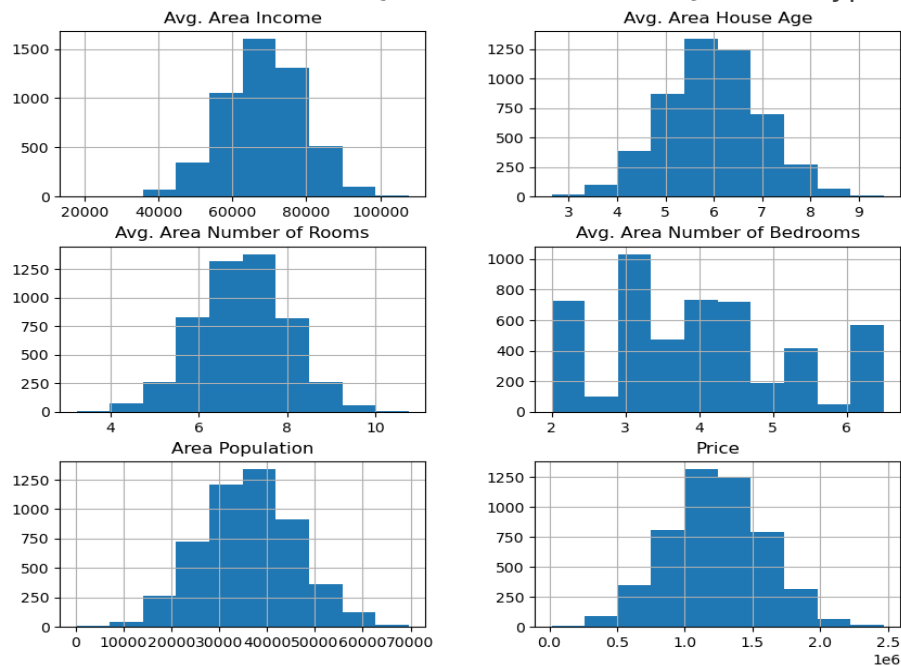 Avg. Area Income
1500
1000
500
0
20000 40000 60000 80000 100000
Avg. Area House Age
1250
1000
750
500
250
0
3 4 5 6 7 8 9
Avg. Area Number of Rooms
1250
1000
750
500
250
0
4 6 8 10
Avg. Area Number of Bedrooms
1000
800
600
400
200
0
2 3 4 5 6
Area Population
1250
1000
750
500
250
0
0 10000 20000 30000 40000 50000 60000 70000
Price
1250
1000
750
500
250
0
0.0 0.5 1.0 1.5 2.0 2.5
1e6